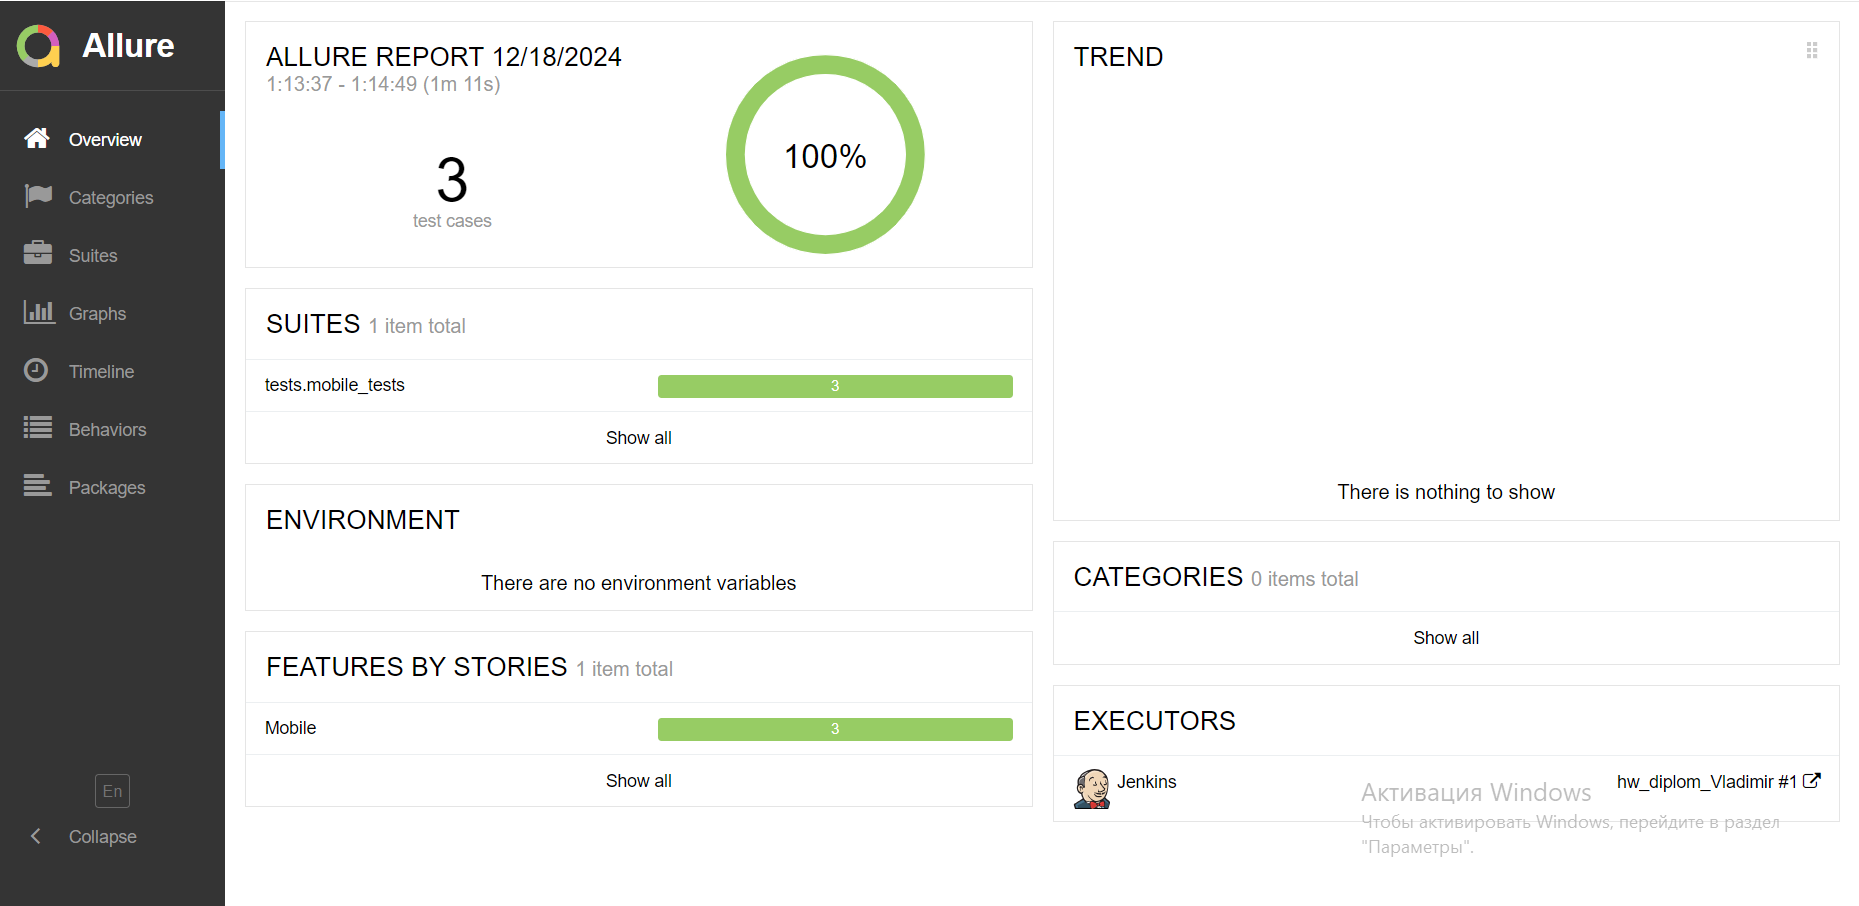 Allure
Overview
Categories
Suites
Graphs
Timeline
Behaviors
Packages
En
Collapse
ALLURE REPORT 12/18/2024
1:13:37 - 1:14:49 (1m 11s)
3
test cases
100%
SUITES 1 item total
tests.mobile_tests 3
Show all
ENVIRONMENT
There are no environment variables
FEATURES BY STORIES 1 item total
Mobile 3
Show all
TREND
There is nothing to show
CATEGORIES 0 items total
Show all
EXECUTORS
Jenkins hw_diplom_Vladimir #1
Активация Windows
Чтобы активировать Windows, перейдите в раздел
"Параметры".